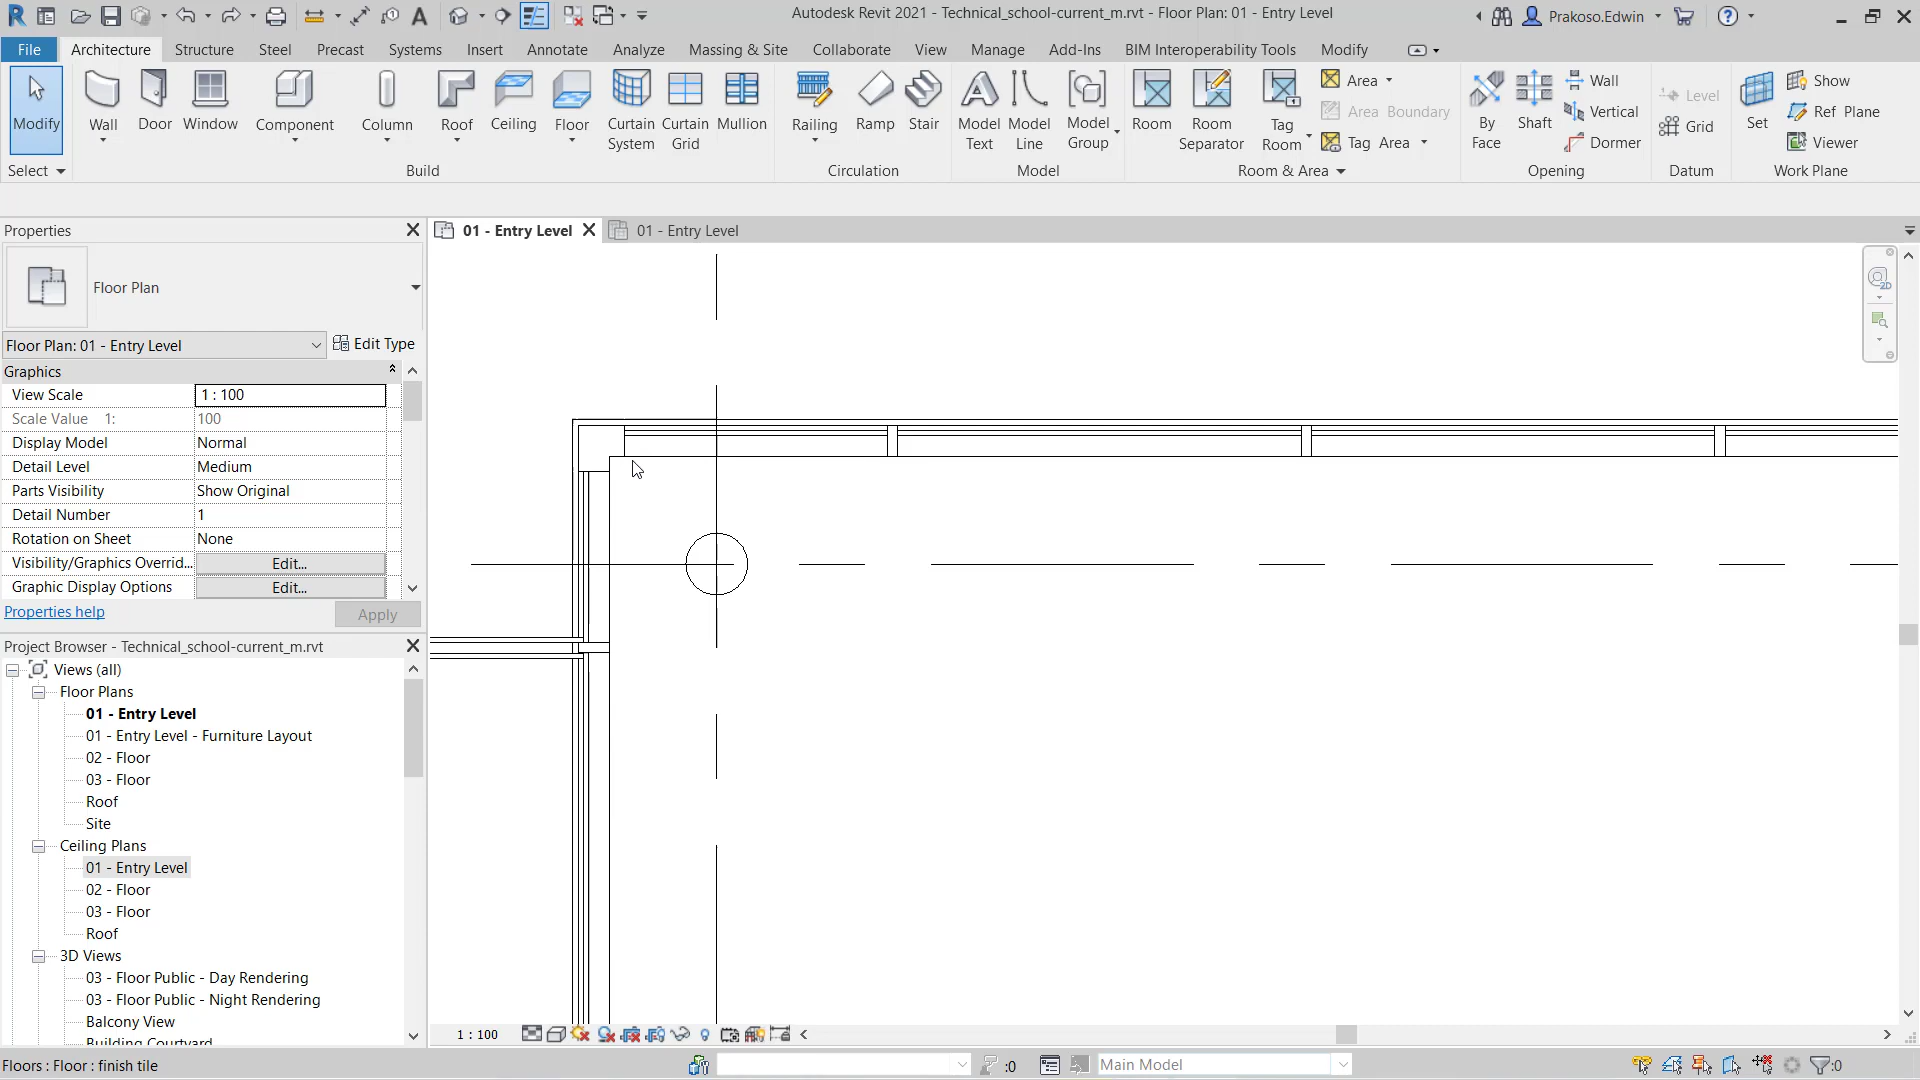 Autodesk Revit 2021 - Technical_school-current_m.rvt - Floor Plan: 01 - Entry Level
Prakoso.Edwin
File Architecture Structure Steel Precast Systems Insert Annotate Analyze Massing & Site Collaborate View Manage Add-Ins BIM Interoperability Tools Modify
Modify Wall Door Window Component Column Roof Ceiling Floor Curtain System Curtain Grid Mullion Railing Ramp Stair Model Text Model Line Model Group Room Room Separator Tag Room
Area
Area Boundary
Tag Area
By Face Shaft
Wall
Vertical
Dormer
Level
Grid
Set
Show
Ref Plane
Viewer
Select Build Circulation Model Room & Area Opening Datum Work Plane
Properties
Floor Plan
Floor Plan: 01 - Entry Level Edit Type
Graphics
View Scale 1 : 100
Scale Value 1: 100
Display Model Normal
Detail Level Medium
Parts Visibility Show Original
Detail Number 1
Rotation on Sheet None
Visibility/Graphics Overrid... Edit...
Graphic Display Options Edit...
Properties help Apply
Project Browser - Technical_school-current_m.rvt
Views (all)
Floor Plans
01 - Entry Level
01 - Entry Level - Furniture Layout
02 - Floor
03 - Floor
Roof
Site
Ceiling Plans
01 - Entry Level
02 - Floor
03 - Floor
Roof
3D Views
03 - Floor Public - Day Rendering
03 - Floor Public - Night Rendering
Balcony View
Building Courtyard
01 - Entry Level 01 - Entry Level
2D
1 : 100
Floors : Floor : finish tile
:0
Main Model
:0